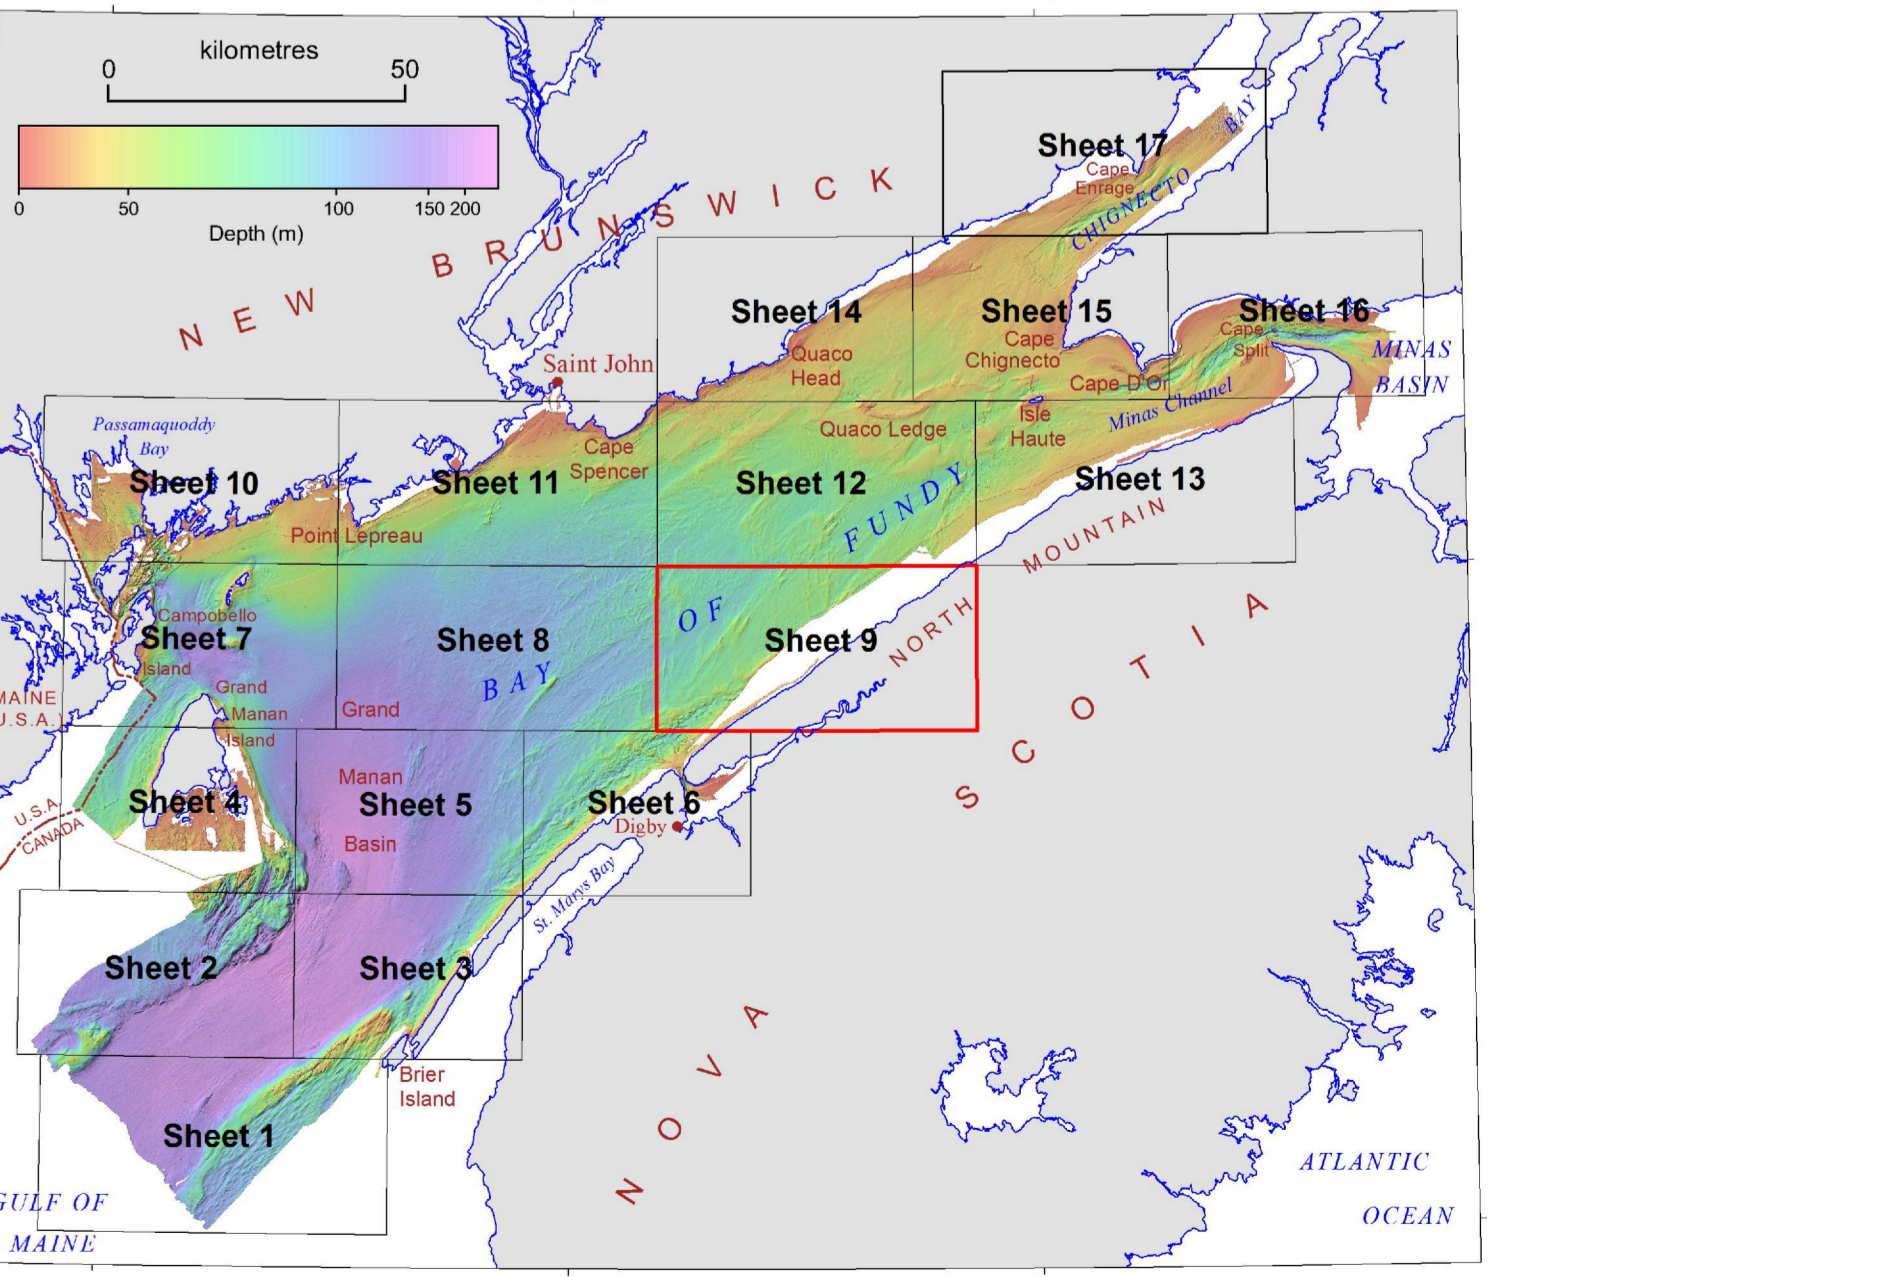 kilometres
0 50
0 50 100 150 200
Depth (m)
NEW BRUNSWICK
Sheet 17
Cape
Enrage
CHIGNECTO BAY
Sheet 14
Sheet 15
Sheet 16
Cape
Split
Quaco
Head
Cape
Chignecto
Cape D'Or
MINAS
BASIN
Minas Channel
Saint John
Isle
Haute
Passamaquoddy
Bay
Sheet 10
Sheet 11
Cape
Spencer
Quaco Ledge
Sheet 12
Sheet 13
Point Lepreau
BAY OF FUNDY
NORTH MOUNTAIN
Campobello
Island
Sheet 7
Sheet 8
Sheet 9
MAINE
U.S.A.)
Grand
Manan
Island
Grand
Manan
Basin
U.S.A.
CANADA
Sheet 4
Sheet 5
Sheet 6
Digby
St. Marys Bay
NOVA SCOTIA
Sheet 2
Sheet 3
Brier
Island
Sheet 1
GULF OF
MAINE
ATLANTIC
OCEAN